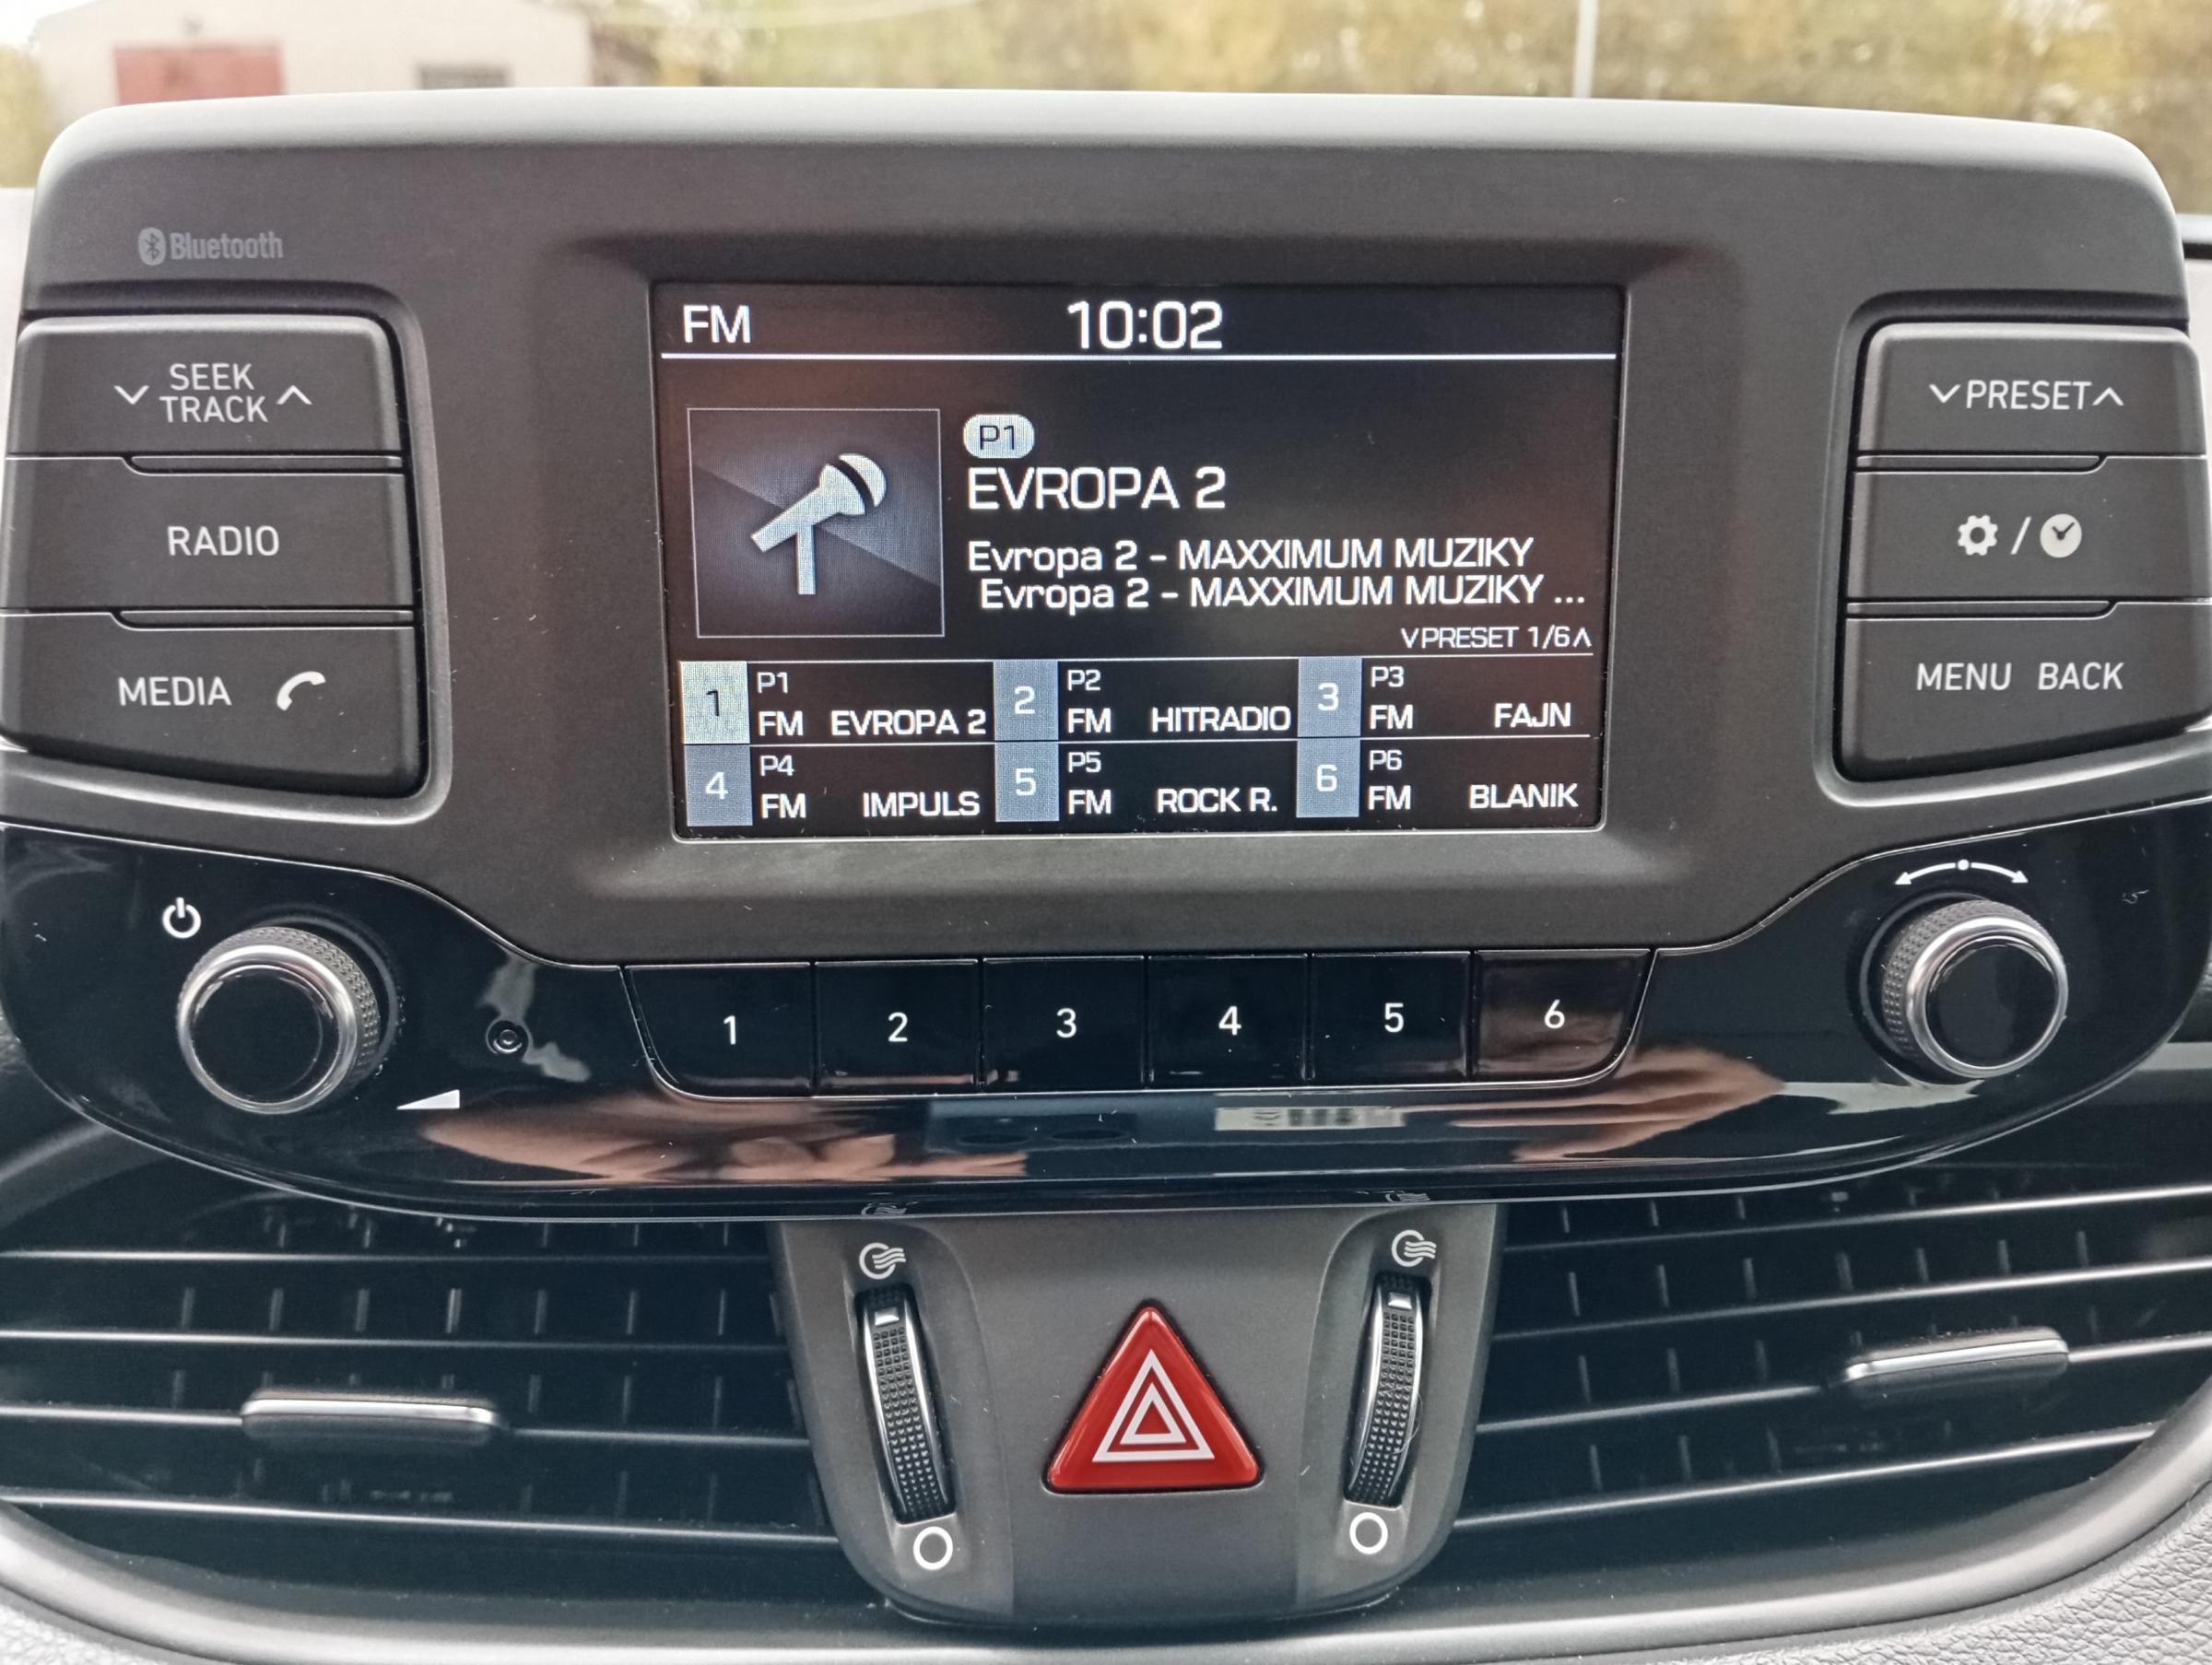 Bluetooth
SEEK
TRACK
RADIO
MEDIA
FM 10:02
P1
EVROPA 2
Evropa 2 - MAXXIMUM MUZIKY
Evropa 2 - MAXXIMUM MUZIKY ...
PRESET 1/6
1 P1 FM EVROPA 2
2 P2 FM HITRADIO
3 P3 FM FAJN
4 P4 FM IMPULS
5 P5 FM ROCK R.
6 P6 FM BLANIK
PRESET
/
MENU BACK
1 2 3 4 5 6